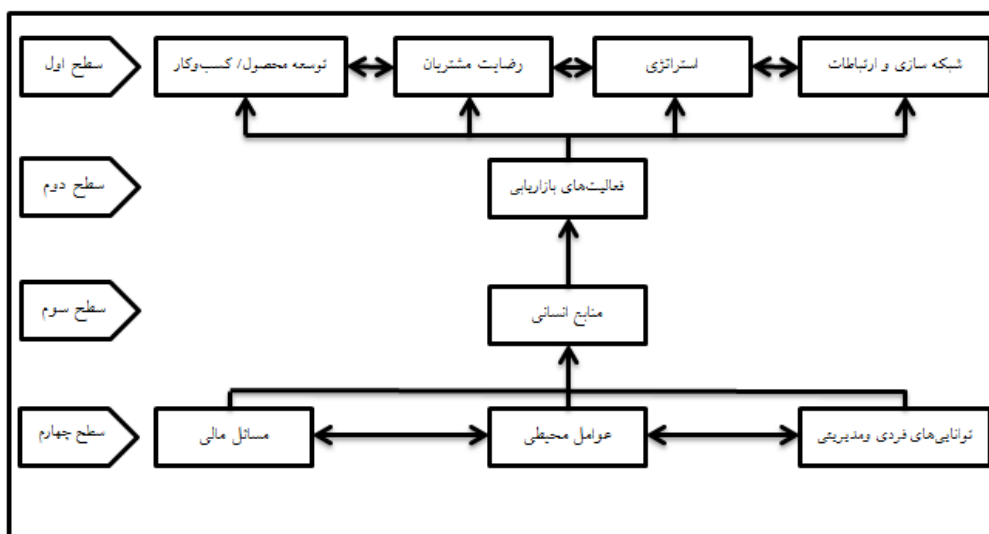 سطح اول
توسعه محصول/ کسب‌وکار
رضایت مشتریان
استراتژی
شبکه سازی و ارتباطات
سطح دوم
فعالیت‌های بازاریابی
سطح سوم
منابع انسانی
سطح چهارم
مسائل مالی
عوامل محیطی
توانایی‌های فردی ومدیریتی